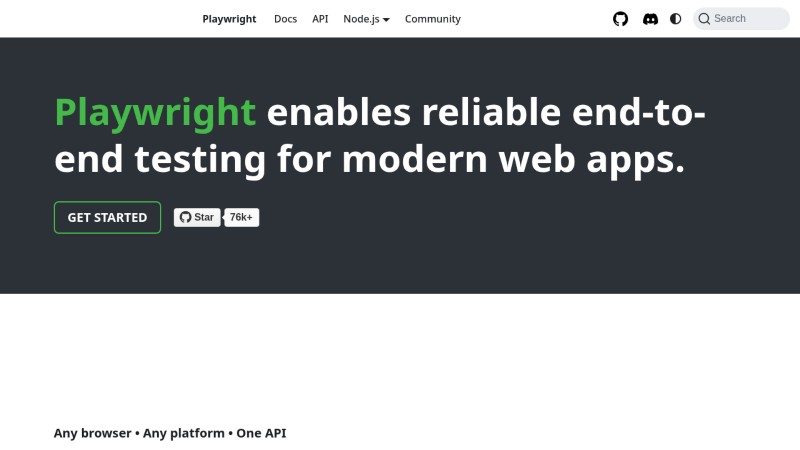 Playwright Docs API Node.js Community Search
Playwright enables reliable end-to-
end testing for modern web apps.
GET STARTED Star 76k+
Any browser • Any platform • One API